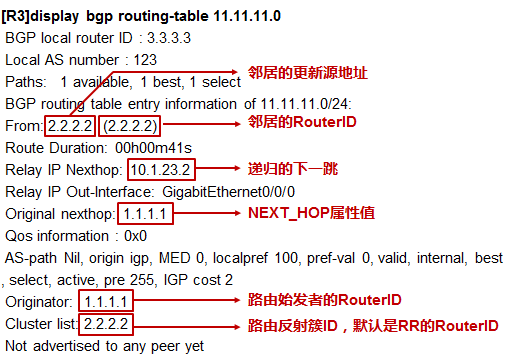 [R3]display bgp routing-table 11.11.11.0
BGP local router ID : 3.3.3.3
Local AS number : 123
Paths: 1 available, 1 best, 1 select
邻居的更新源地址
BGP routing table entry information of 11.11.11.0/24:
From: 2.2.2.2 (2.2.2.2)
邻居的RouterID
Route Duration: 00h00m41s
Relay IP Nexthop: 10.1.23.2
递归的下一跳
Relay IP Out-Interface: GigabitEthernet0/0/0
Original nexthop: 1.1.1.1
NEXT_HOP属性值
Qos information : 0x0
AS-path Nil, origin igp, MED 0, localpref 100, pref-val 0, valid, internal, best
, select, active, pre 255, IGP cost 2
Originator: 1.1.1.1
路由始发者的RouterID
Cluster list: 2.2.2.2
路由反射簇ID，默认是RR的RouterID
Not advertised to any peer yet